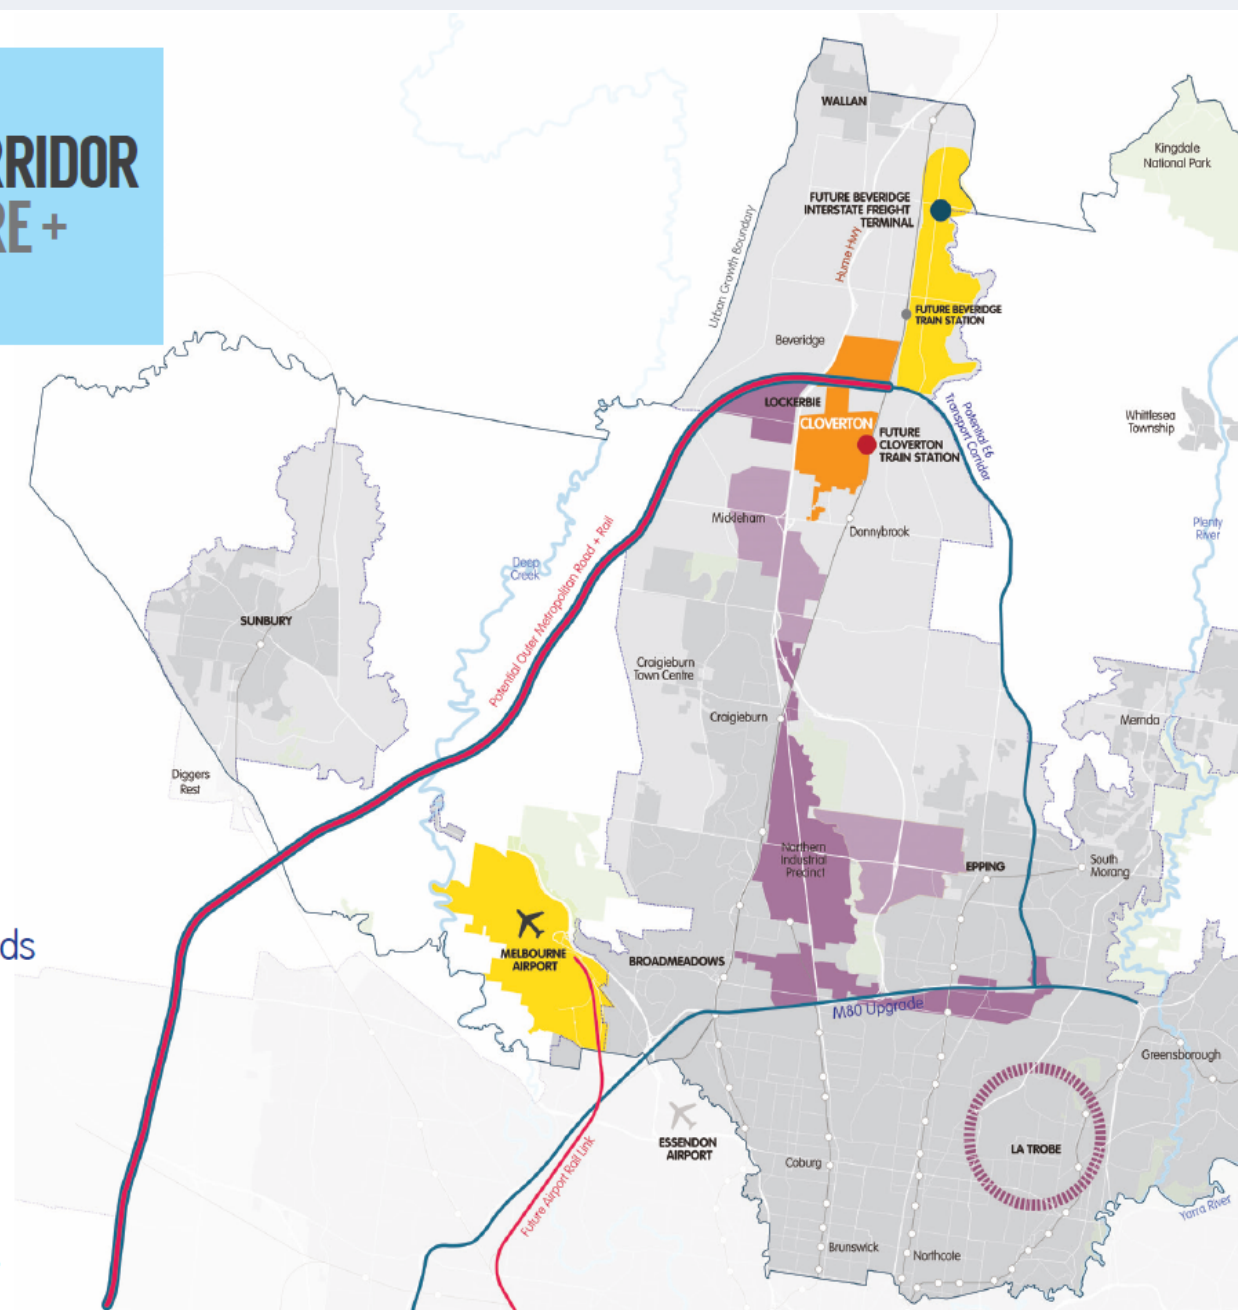 RRIDOR
RE +
WALLAN
Kingdale
National Park
FUTURE BEVERIDGE
INTERSTATE FREIGHT
TERMINAL
Hume Hwy
Urban Growth Boundary
FUTURE BEVERIDGE
TRAIN STATION
Beveridge
LOCKERBIE
CLOVERTON
FUTURE
CLOVERTON
TRAIN STATION
Potential E6
Transport Corridor
Whittlesea
Township
Mickleham
Donnybrook
Plenty
River
Deep
Creek
Potential Outer Metropolitan Road + Rail
SUNBURY
Craigieburn
Town Centre
Craigieburn
Mernda
Diggers
Rest
Northern
Industrial
Precinct
EPPING
South
Morang
ds
MELBOURNE
AIRPORT
BROADMEADOWS
M80 Upgrade
Greensborough
ESSENDON
AIRPORT
Future Airport Rail Link
LA TROBE
Coburg
Yarra River
Brunswick
Northcote